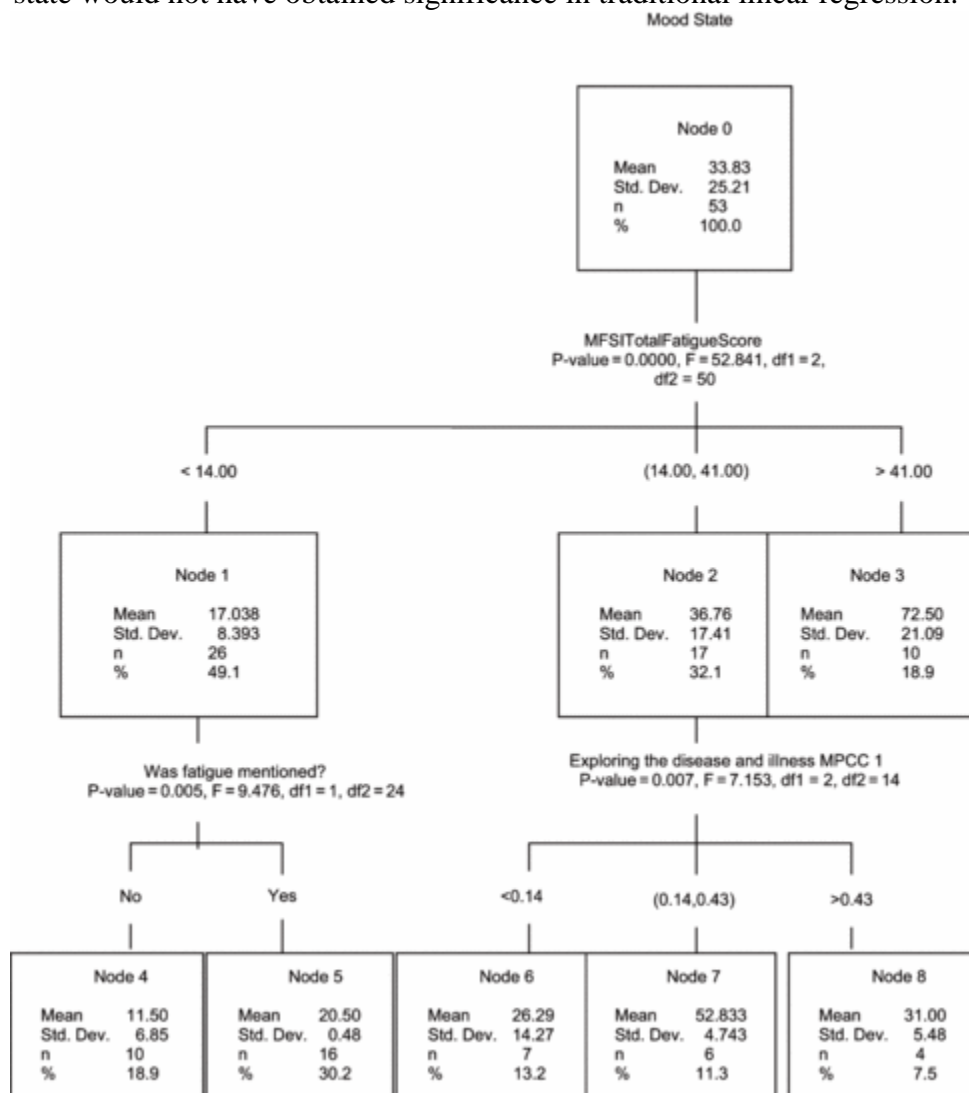 state would not have obtained significance in traditional linear regression.
Mood State
Node 0
Mean 33.83
Std. Dev. 25.21
n 53
% 100.0
MFSITotalFatigueScore
P-value = 0.0000, F = 52.841, df1 = 2,
df2 = 50
< 14.00 (14.00, 41.00) > 41.00
Node 1
Mean 17.038
Std. Dev. 8.393
n 26
% 49.1
Node 2
Mean 36.76
Std. Dev. 17.41
n 17
% 32.1
Node 3
Mean 72.50
Std. Dev. 21.09
n 10
% 18.9
Was fatigue mentioned?
P-value = 0.005, F = 9.476, df1 = 1, df2 = 24
Exploring the disease and illness MPCC 1
P-value = 0.007, F = 7.153, df1 = 2, df2 = 14
No Yes
<0.14 (0.14,0.43) >0.43
Node 4
Mean 11.50
Std. Dev. 6.85
n 10
% 18.9
Node 5
Mean 20.50
Std. Dev. 0.48
n 16
% 30.2
Node 6
Mean 26.29
Std. Dev. 14.27
n 7
% 13.2
Node 7
Mean 52.833
Std. Dev. 4.743
n 6
% 11.3
Node 8
Mean 31.00
Std. Dev. 5.48
n 4
% 7.5